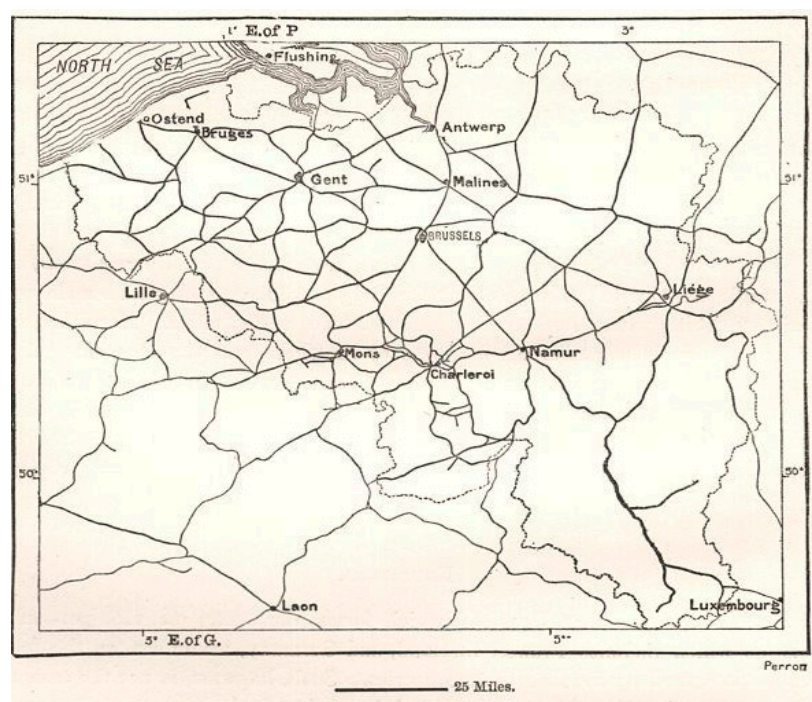 1° E. of P
3°
NORTH SEA
Flushing
Ostend
Bruges
Antwerp
51°
Gent
Malines
51°
BRUSSELS
Lille
Liége
Mons
Namur
Charleroi
50°
50°
Laon
Luxembourg
5° E. of G.
5°
Perron
25 Miles.